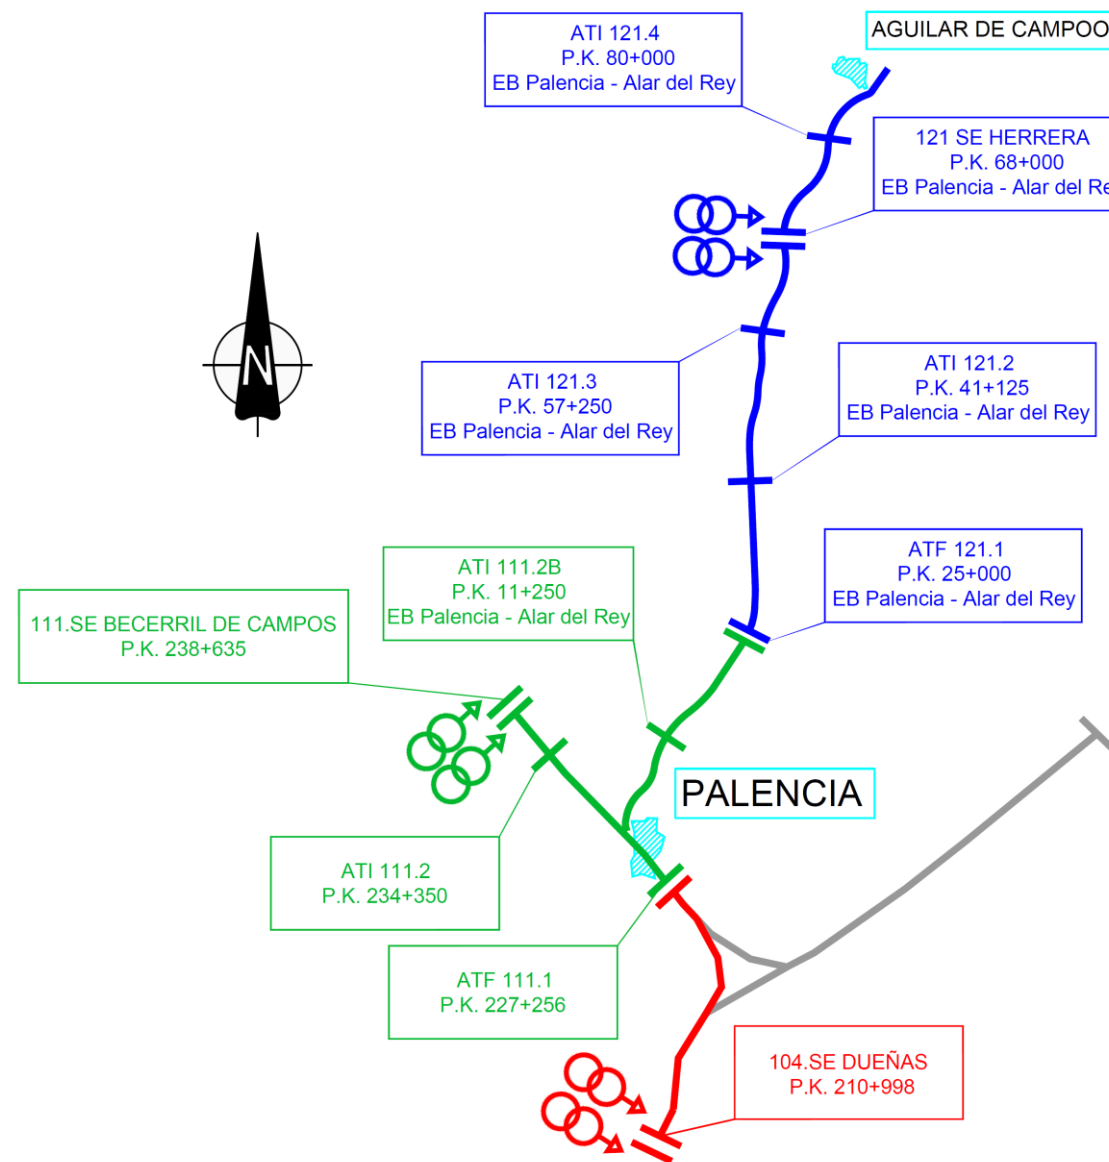 ATI 121.4
P.K. 80+000
EB Palencia - Alar del Rey
AGUILAR DE CAMPOO
121 SE HERRERA
P.K. 68+000
EB Palencia - Alar del Re
N
ATI 121.3
P.K. 57+250
EB Palencia - Alar del Rey
ATI 121.2
P.K. 41+125
EB Palencia - Alar del Rey
ATF 121.1
P.K. 25+000
EB Palencia - Alar del Rey
ATI 111.2B
P.K. 11+250
EB Palencia - Alar del Rey
111.SE BECERRIL DE CAMPOS
P.K. 238+635
PALENCIA
ATI 111.2
P.K. 234+350
ATF 111.1
P.K. 227+256
104.SE DUEÑAS
P.K. 210+998